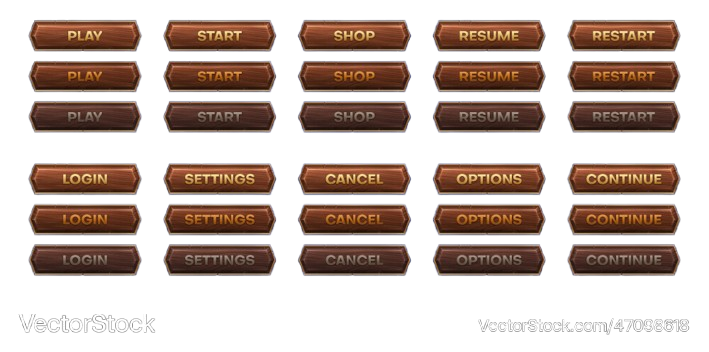 PLAY START SHOP RESUME RESTART
PLAY START SHOP RESUME RESTART
PLAY START SHOP RESUME RESTART
LOGIN SETTINGS CANCEL OPTIONS CONTINUE
LOGIN SETTINGS CANCEL OPTIONS CONTINUE
LOGIN SETTINGS CANCEL OPTIONS CONTINUE
VectorStock VectorStock.com/47098618